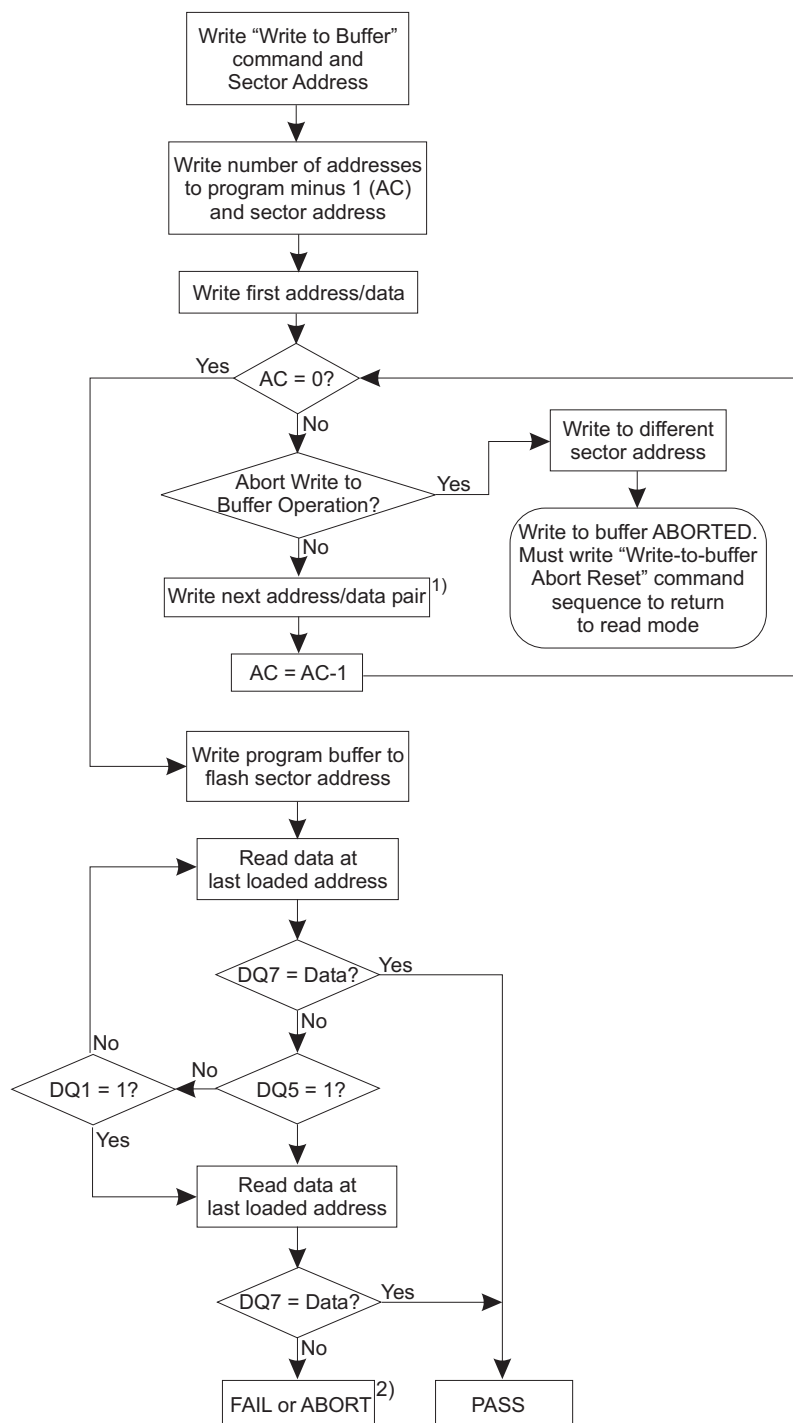 Write “Write to Buffer”
command and
Sector Address
Write number of addresses
to program minus 1 (AC)
and sector address
Write first address/data
Yes
AC = 0?
No
Write to different
sector address
Abort Write to
Buffer Operation?
Yes
Write to buffer ABORTED.
Must write “Write-to-buffer
Abort Reset” command
sequence to return
to read mode
No
Write next address/data pair 1)
AC = AC-1
Write program buffer to
flash sector address
Read data at
last loaded address
DQ7 = Data?
Yes
No
No
DQ1 = 1?
No
DQ5 = 1?
Yes
Read data at
last loaded address
DQ7 = Data?
Yes
No
FAIL or ABORT 2)
PASS